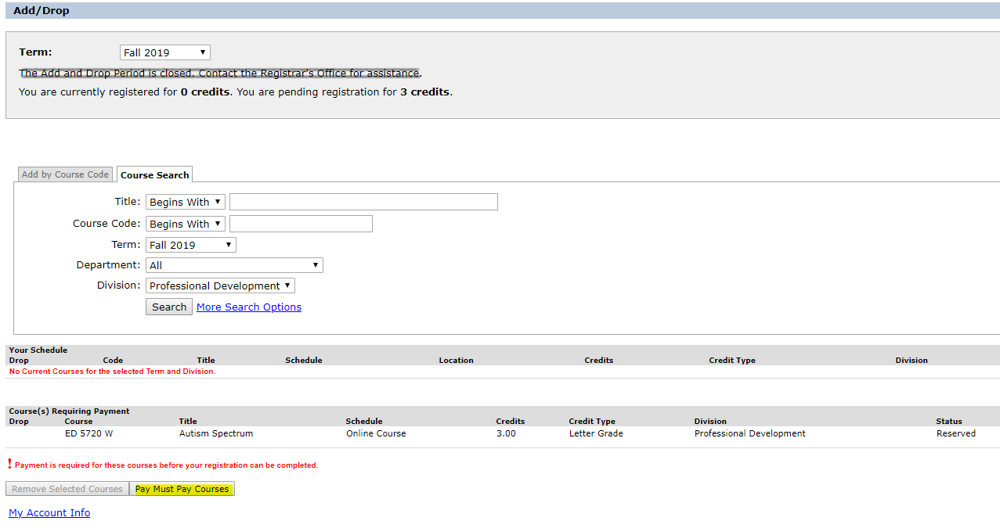 Add/Drop
Term: Fall 2019
The Add and Drop Period is closed. Contact the Registrar's Office for assistance.
You are currently registered for 0 credits. You are pending registration for 3 credits.
Add by Course Code Course Search
Title: Begins With
Course Code: Begins With
Term: Fall 2019
Department: All
Division: Professional Development
Search More Search Options
Your Schedule
Drop Code Title Schedule Location Credits Credit Type Division
No Current Courses for the selected Term and Division.
Course(s) Requiring Payment
Drop Course Title Schedule Credits Credit Type Division Status
ED 5720 W Autism Spectrum Online Course 3.00 Letter Grade Professional Development Reserved
! Payment is required for these courses before your registration can be completed.
Remove Selected Courses Pay Must Pay Courses
My Account Info